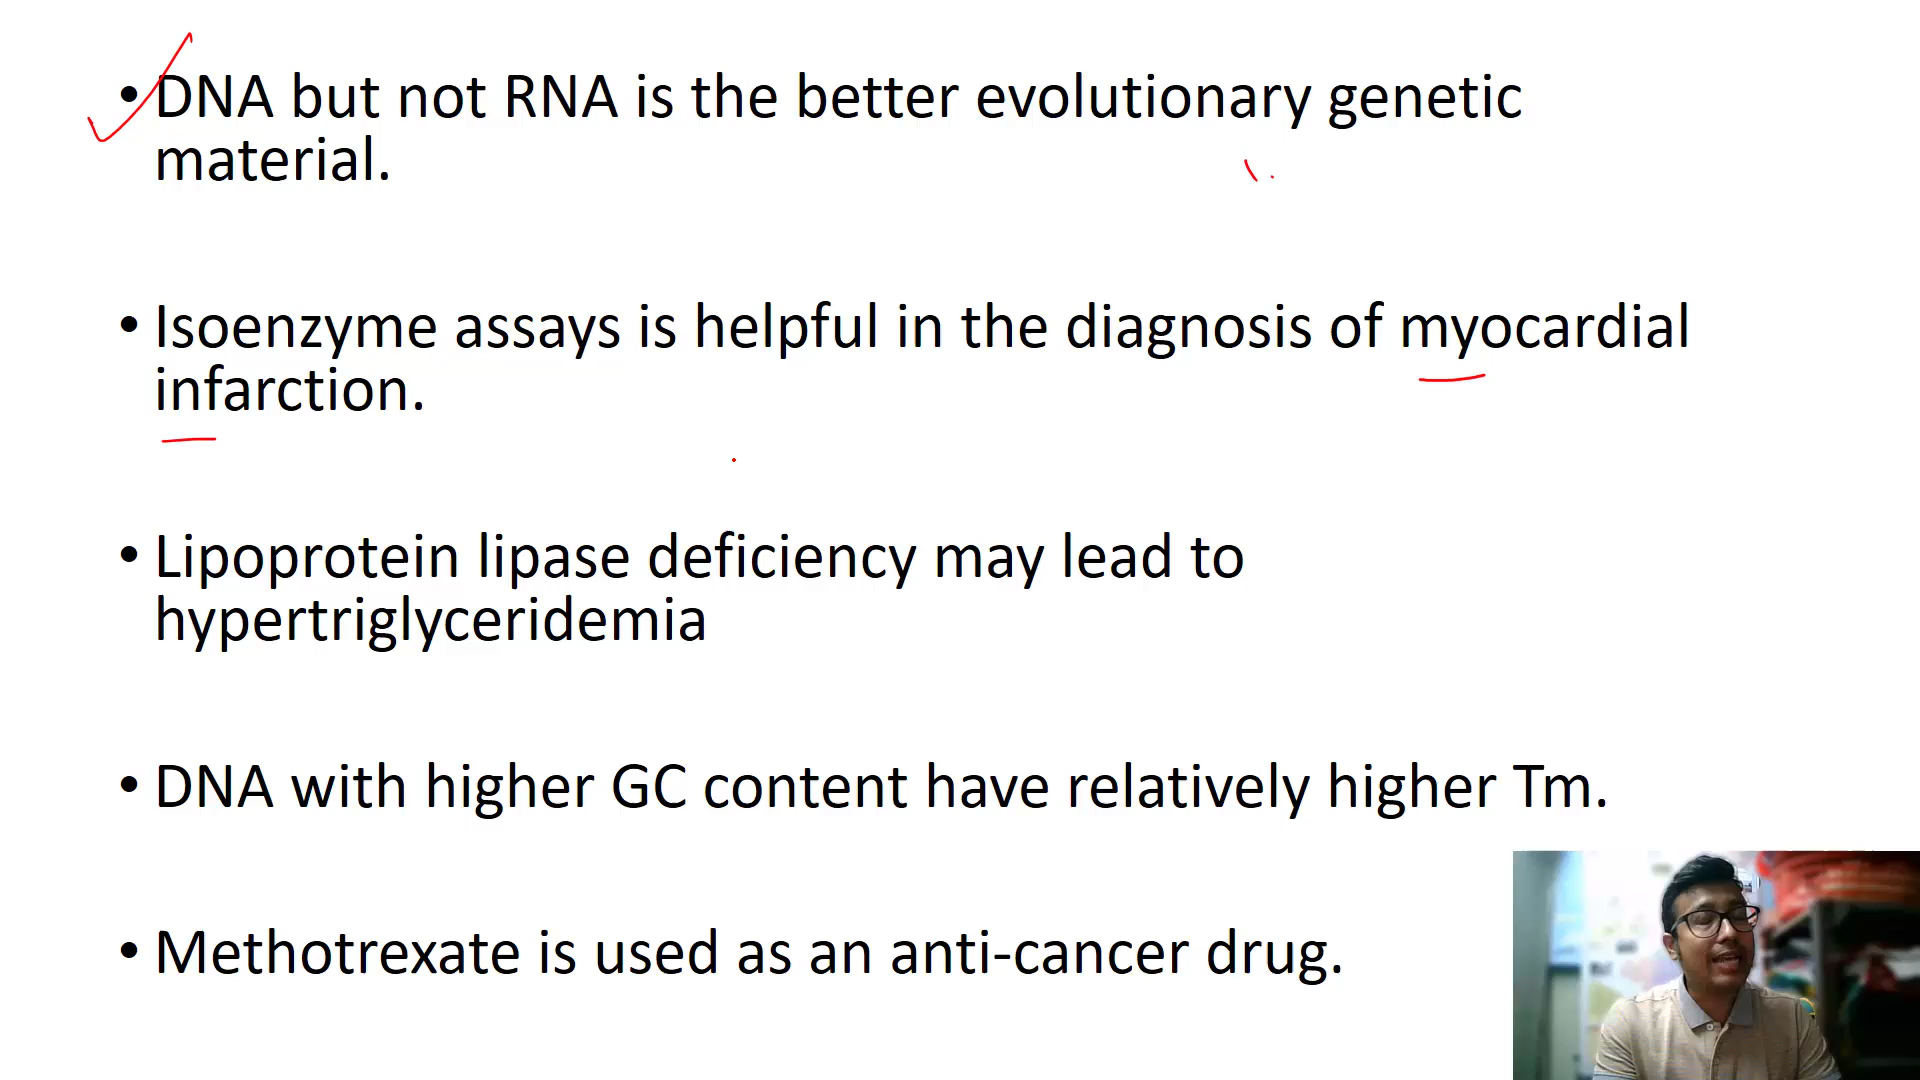 • DNA but not RNA is the better evolutionary genetic
material.
• Isoenzyme assays is helpful in the diagnosis of myocardial
infarction.
• Lipoprotein lipase deficiency may lead to
hypertriglyceridemia
• DNA with higher GC content have relatively higher Tm.
• Methotrexate is used as an anti-cancer drug.